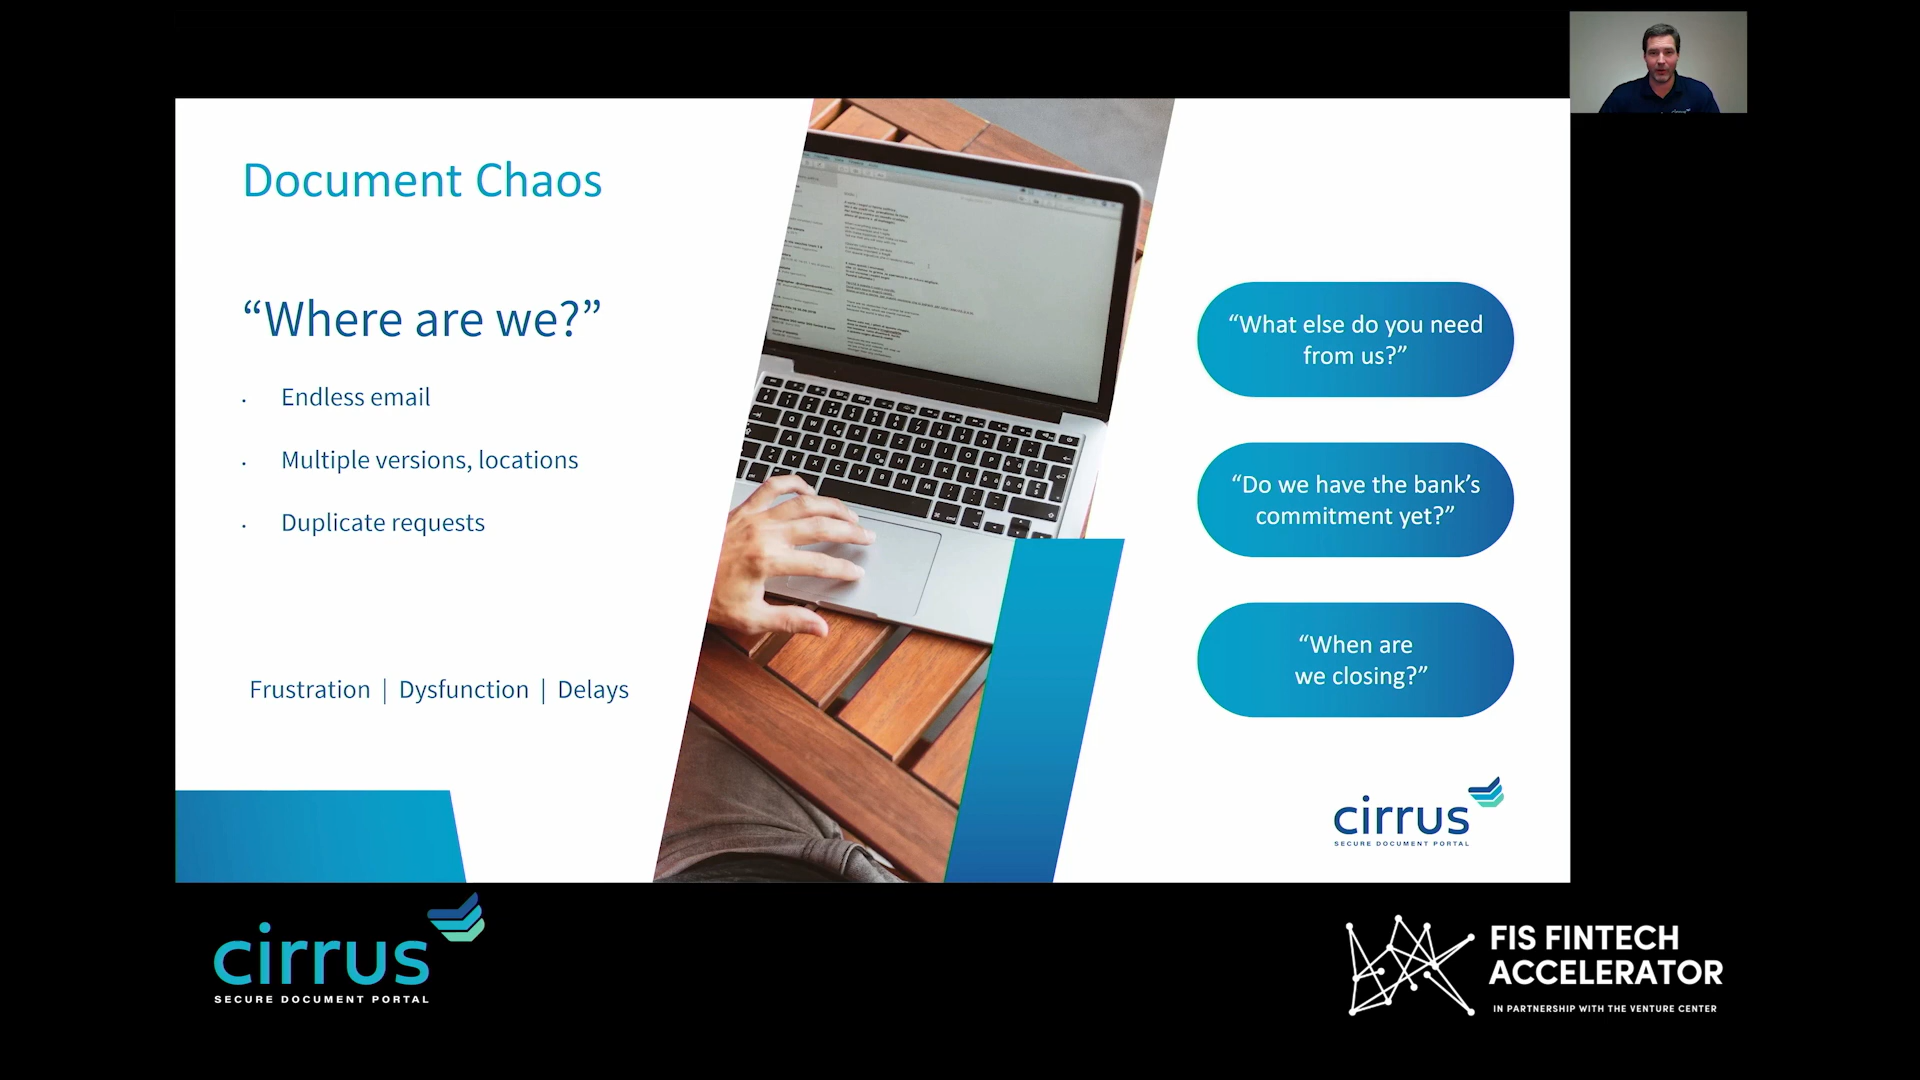 Document Chaos
“Where are we?”
• Endless email
• Multiple versions, locations
• Duplicate requests
Frustration | Dysfunction | Delays
“What else do you need
from us?”
“Do we have the bank’s
commitment yet?”
“When are
we closing?”
cirrus
SECURE DOCUMENT PORTAL
cirrus
SECURE DOCUMENT PORTAL
FIS FINTECH
ACCELERATOR
IN PARTNERSHIP WITH THE VENTURE CENTER